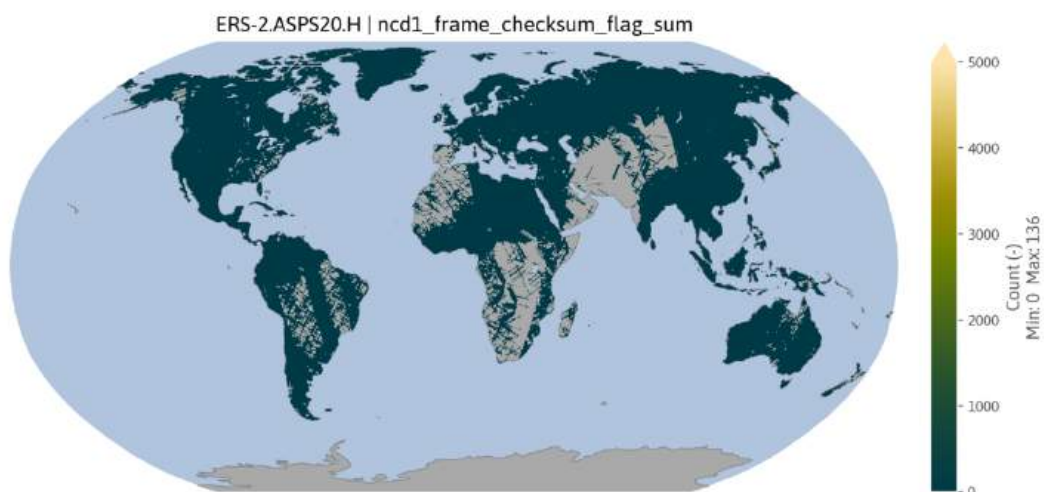 ERS-2.ASPS20.H | ncd1_frame_checksum_flag_sum
5000
4000
3000
2000
1000
0
Count (-)
Min: 0 Max: 136